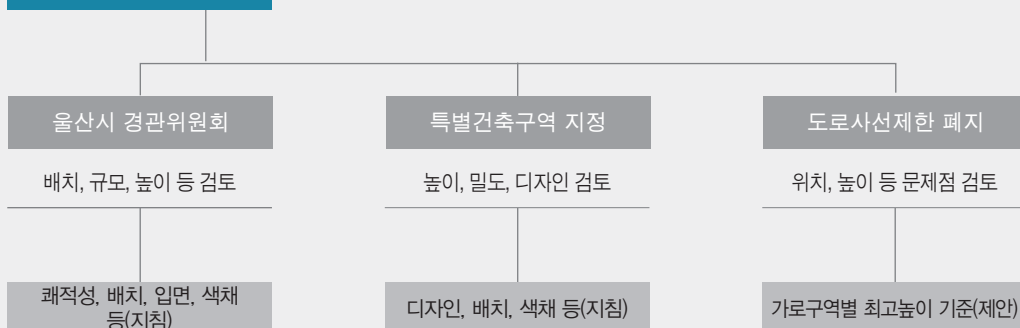 울산시 경관위원회
특별건축구역 지정
도로사선제한 폐지
배치, 규모, 높이 등 검토
높이, 밀도, 디자인 검토
위치, 높이 등 문제점 검토
쾌적성, 배치, 입면, 색채
등(지침)
디자인, 배치, 색채 등(지침)
가로구역별 최고높이 기준(제안)